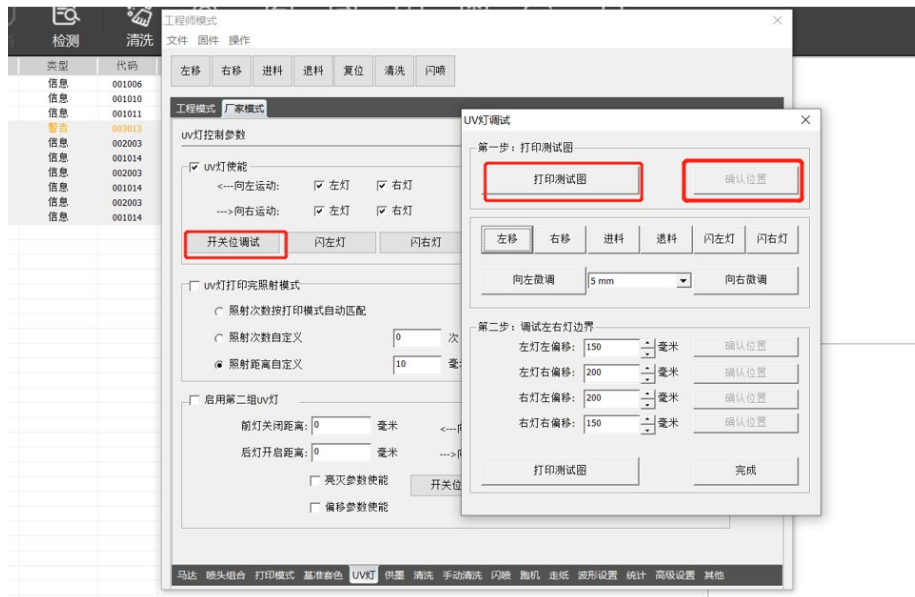 检测
清洗
类型 代码
信息 001006
信息 001010
信息 001011
警告 003013
信息 002003
信息 001014
信息 002003
信息 001014
信息 002003
信息 001014
工程师模式
文件 固件 操作
左移 右移 进料 退料 复位 清洗 闪喷
工程模式 厂家模式
UV灯控制参数
UV灯使能
<---向左运动: 左灯 右灯
--->向右运动: 左灯 右灯
开关位调试 闪左灯 闪右灯
UV灯打印完照射模式
照射次数按打印模式自动匹配
照射次数自定义 0 次
照射距离自定义 10
启用第二组UV灯
前灯关闭距离: 0 毫米 <---
后灯开启距离: 0 毫米 --->
亮灭参数使能 开关位
偏移参数使能
马达 喷头组合 打印模式 基准套色 UV灯 供墨 清洗 手动清洗 闪喷 跑机 走纸 波形设置 统计 高级设置 其他
UV灯调试
第一步: 打印测试图
打印测试图 确认位置
左移 右移 进料 退料 闪左灯 闪右灯
向左微调 5 mm 向右微调
第二步: 调试左右灯边界
左灯左偏移: 150 毫米 确认位置
左灯右偏移: 200 毫米 确认位置
右灯左偏移: 200 毫米 确认位置
右灯右偏移: 150 毫米 确认位置
打印测试图 完成